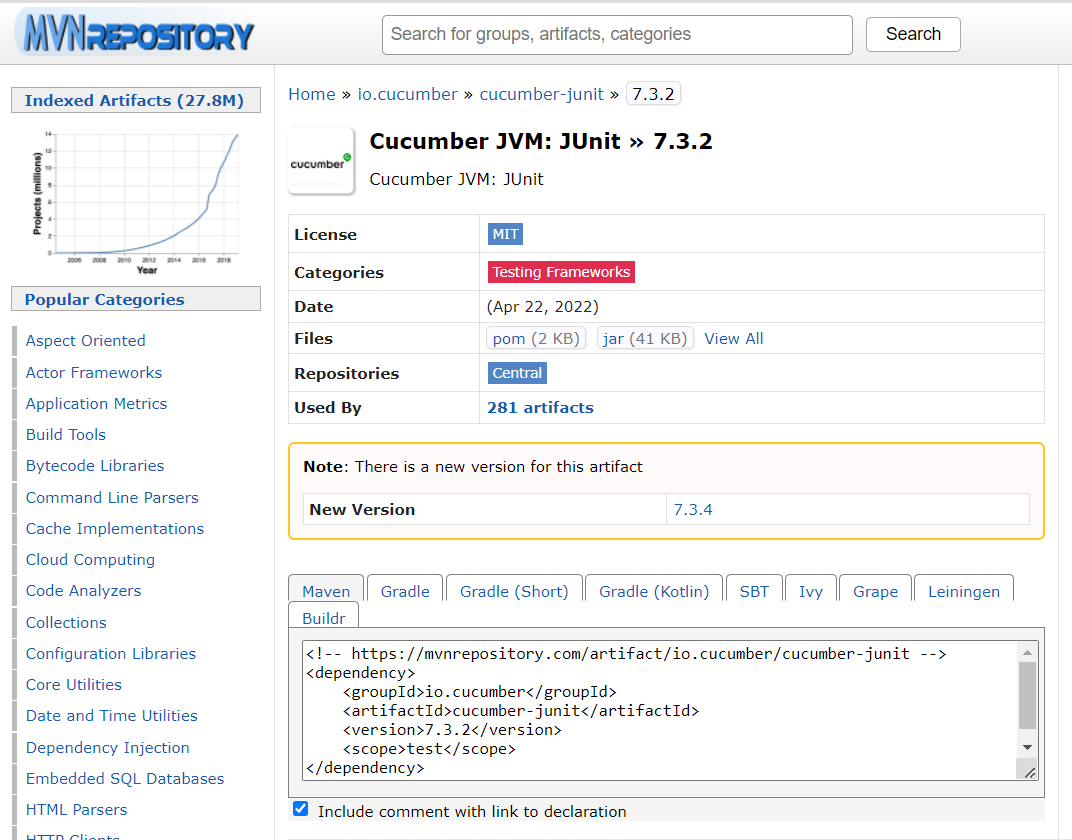 MVNREPOSITORY
Search for groups, artifacts, categories
Search
Indexed Artifacts (27.8M)
Projects (millions)
14
12
10
8
6
4
2
0
2006 2008 2010 2012 2014 2016 2018
Year
Popular Categories
Aspect Oriented
Actor Frameworks
Application Metrics
Build Tools
Bytecode Libraries
Command Line Parsers
Cache Implementations
Cloud Computing
Code Analyzers
Collections
Configuration Libraries
Core Utilities
Date and Time Utilities
Dependency Injection
Embedded SQL Databases
HTML Parsers
HTTP Clients
Home » io.cucumber » cucumber-junit » 7.3.2
cucumber
Cucumber JVM: JUnit » 7.3.2
Cucumber JVM: JUnit
License MIT
Categories Testing Frameworks
Date (Apr 22, 2022)
Files pom (2 KB) jar (41 KB) View All
Repositories Central
Used By 281 artifacts
Note: There is a new version for this artifact
New Version 7.3.4
Maven Gradle Gradle (Short) Gradle (Kotlin) SBT Ivy Grape Leiningen
Buildr
<!-- https://mvnrepository.com/artifact/io.cucumber/cucumber-junit -->
<dependency>
    <groupId>io.cucumber</groupId>
    <artifactId>cucumber-junit</artifactId>
    <version>7.3.2</version>
    <scope>test</scope>
</dependency>
Include comment with link to declaration